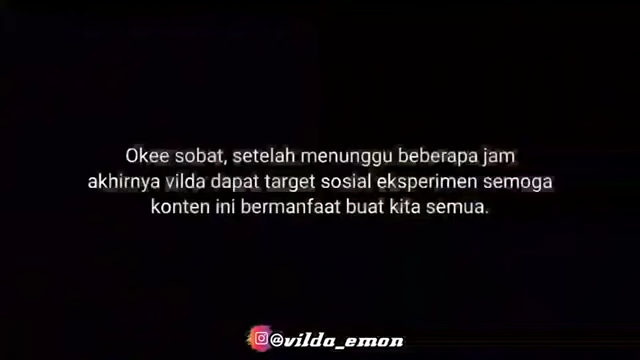 Okee sobat, setelah menunggu beberapa jam
akhirnya vilda dapat target sosial eksperimen semoga
konten ini bermanfaat buat kita semua.
@vilda_emon